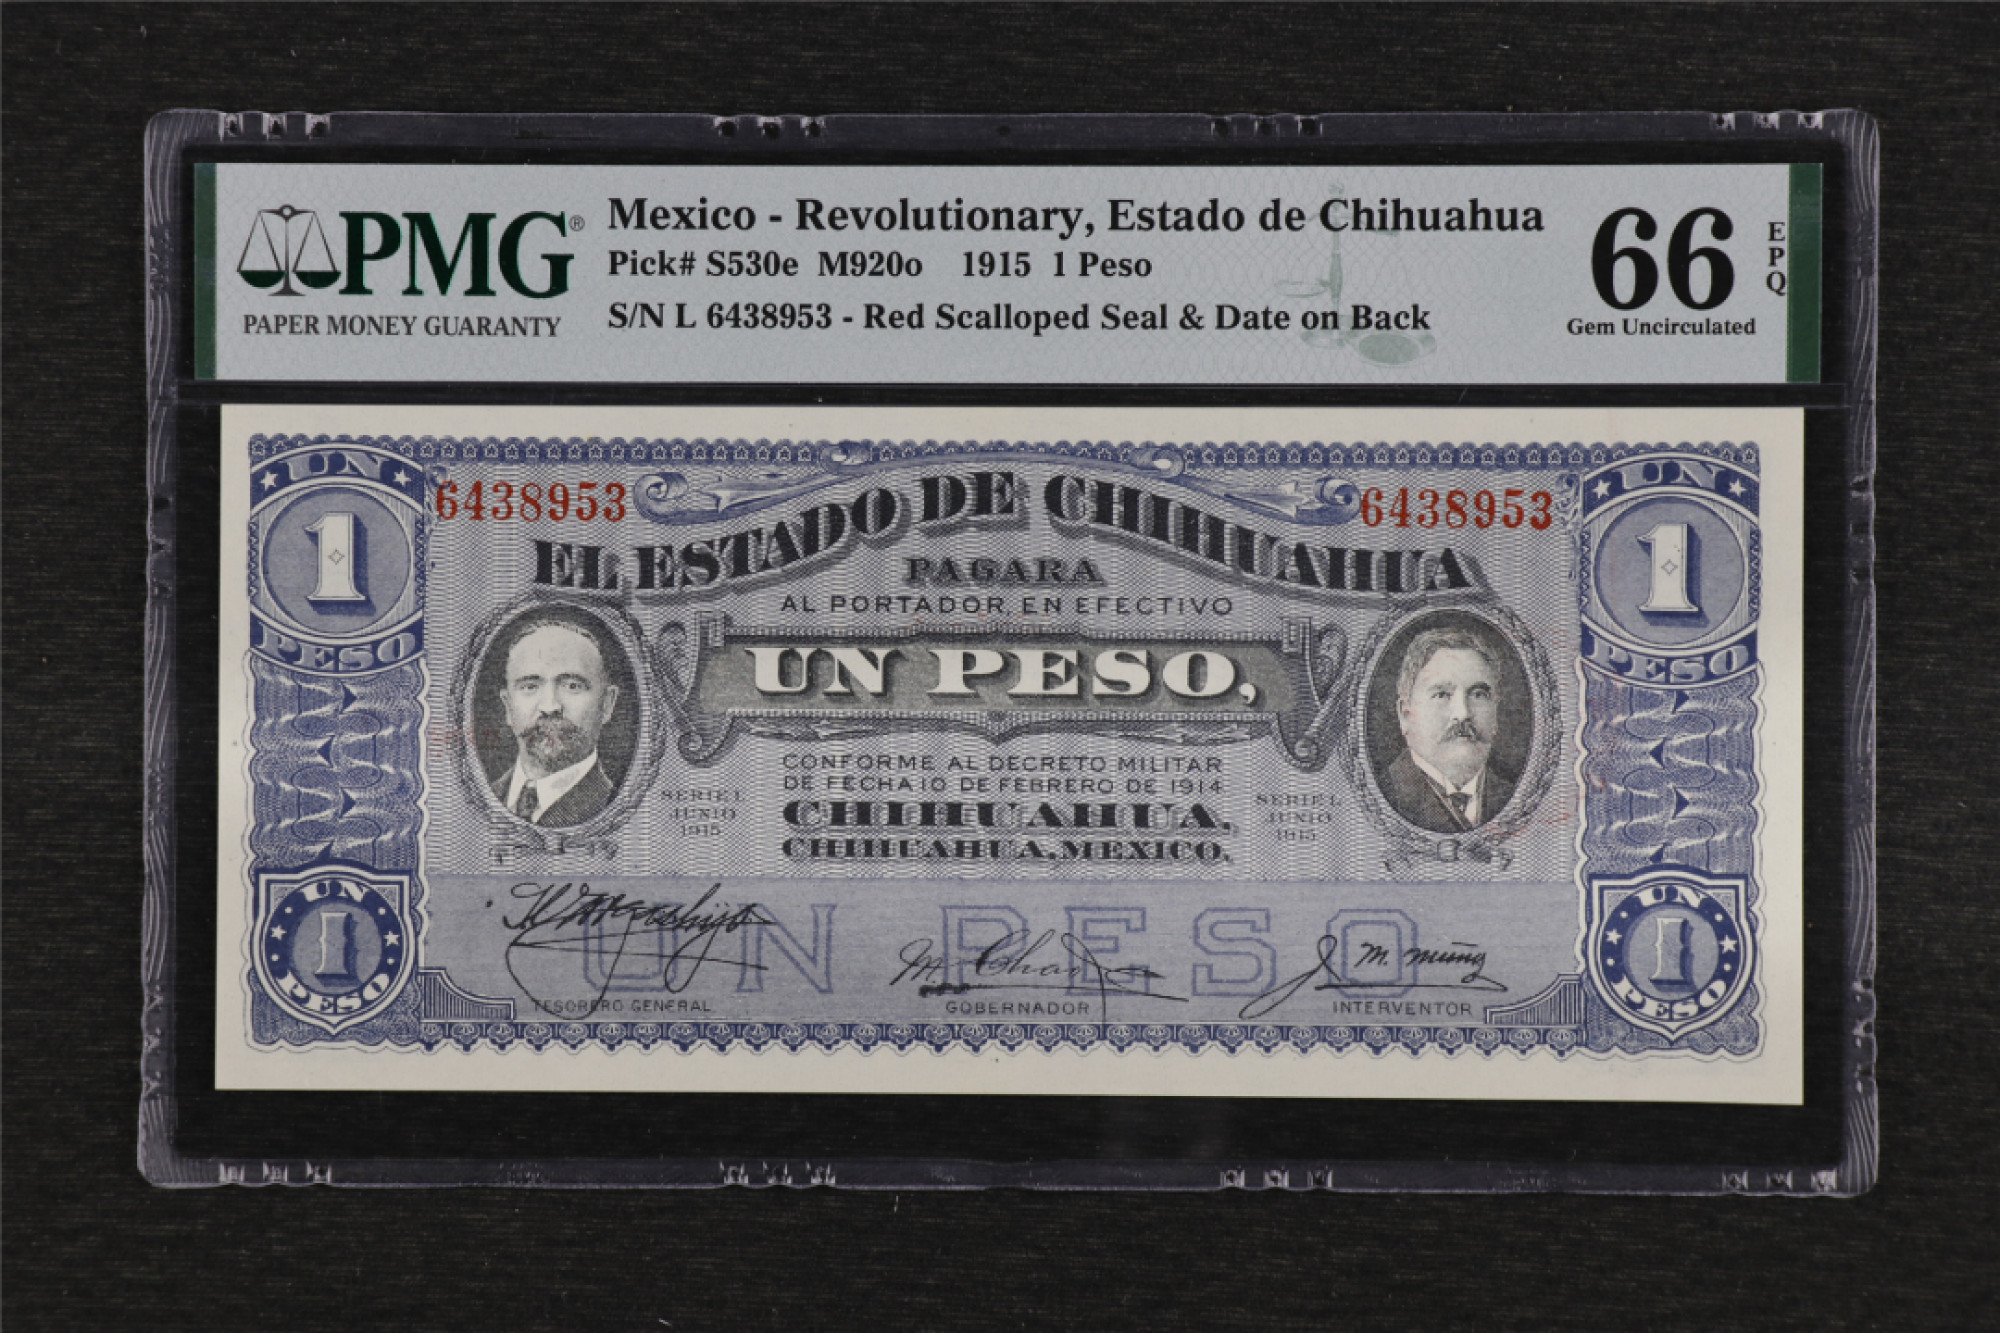 PMG®
PAPER MONEY GUARANTY
Mexico - Revolutionary, Estado de Chihuahua
Pick# S530e M920o 1915 1 Peso
S/N L 6438953 - Red Scalloped Seal & Date on Back
66
EPQ
Gem Uncirculated
UN
1
PESO
6438953
6438953
UN
1
PESO
EL ESTADO DE CHIHUAHUA
PAGARA
AL PORTADOR, EN EFECTIVO
UN PESO,
CONFORME AL DECRETO MILITAR
DE FECHA 10 DE FEBRERO DE 1914
CHIHUAHUA,
CHIHUAHUA, MEXICO.
SERIE L
JUNIO
1915
SERIE L
JUNIO
1915
UN PESO
TESORERO GENERAL
GOBERNADOR
J. M. Muñg
INTERVENTOR
UN
1
PESO
UN
1
PESO